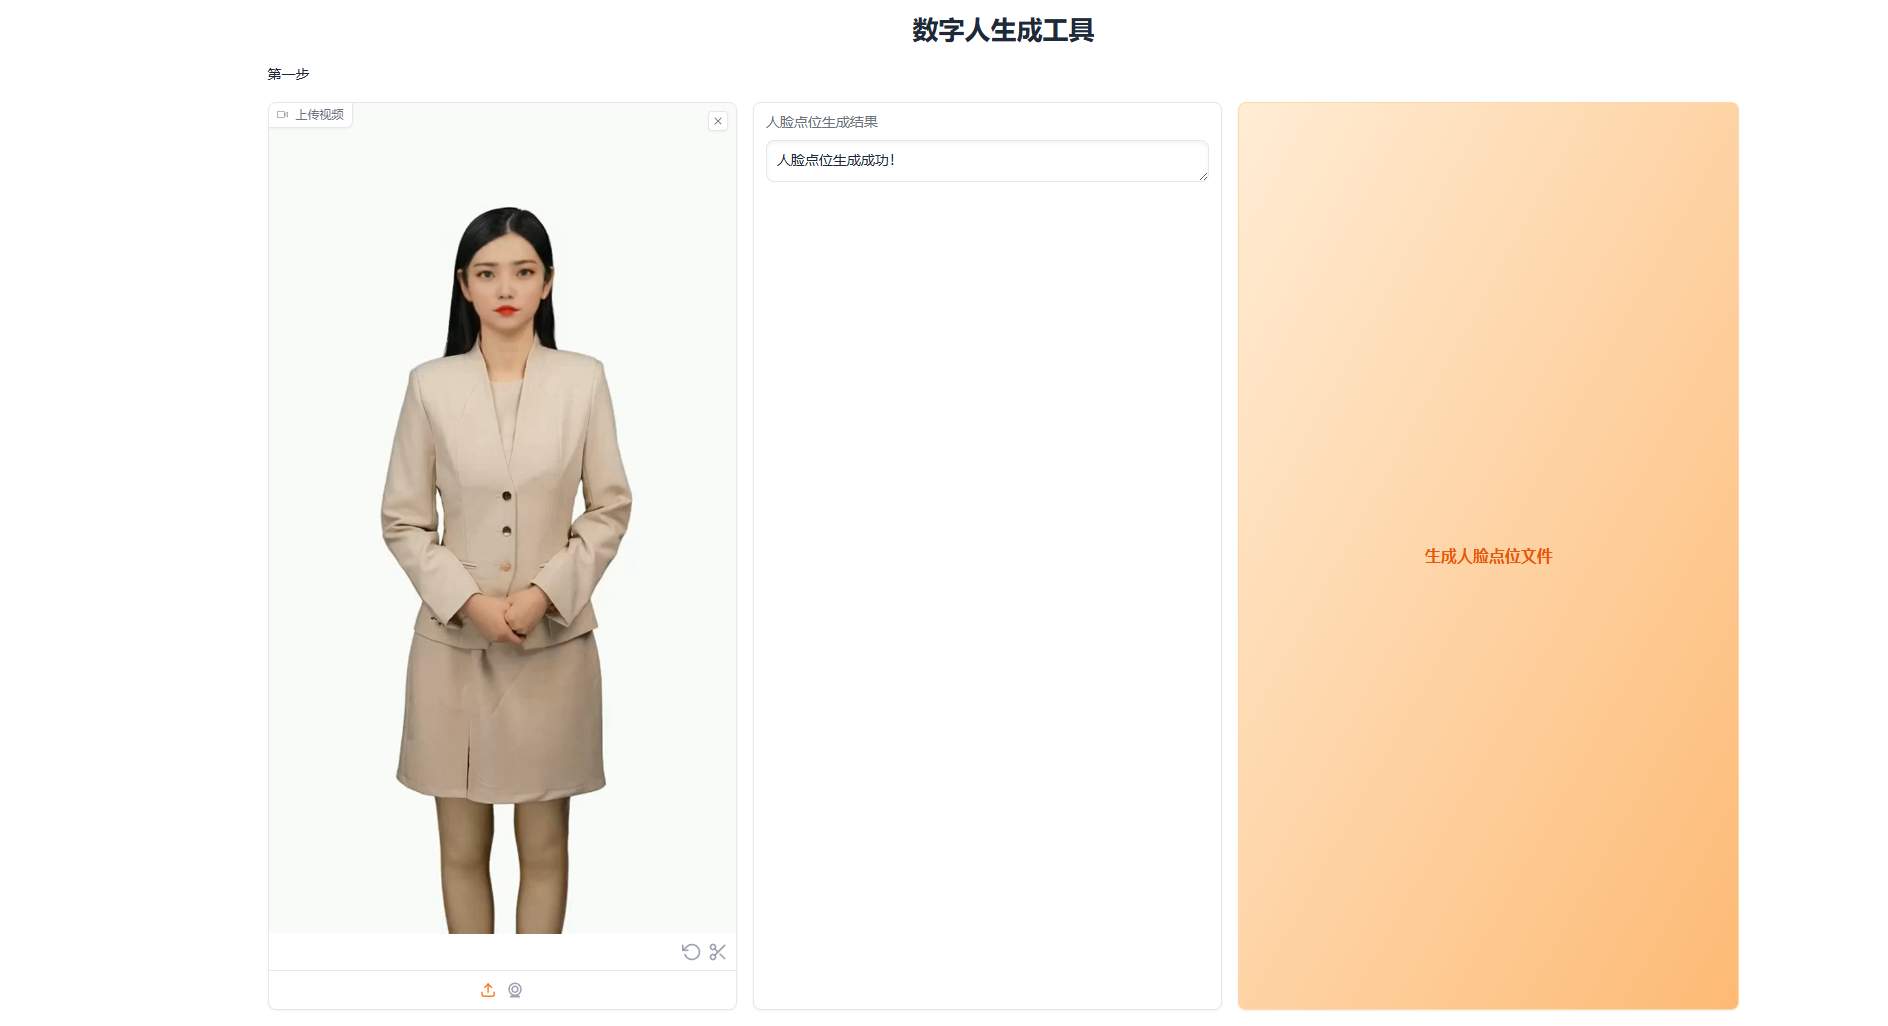 数字人生成工具
第一步
上传视频
人脸点位生成结果
人脸点位生成成功!
生成人脸点位文件